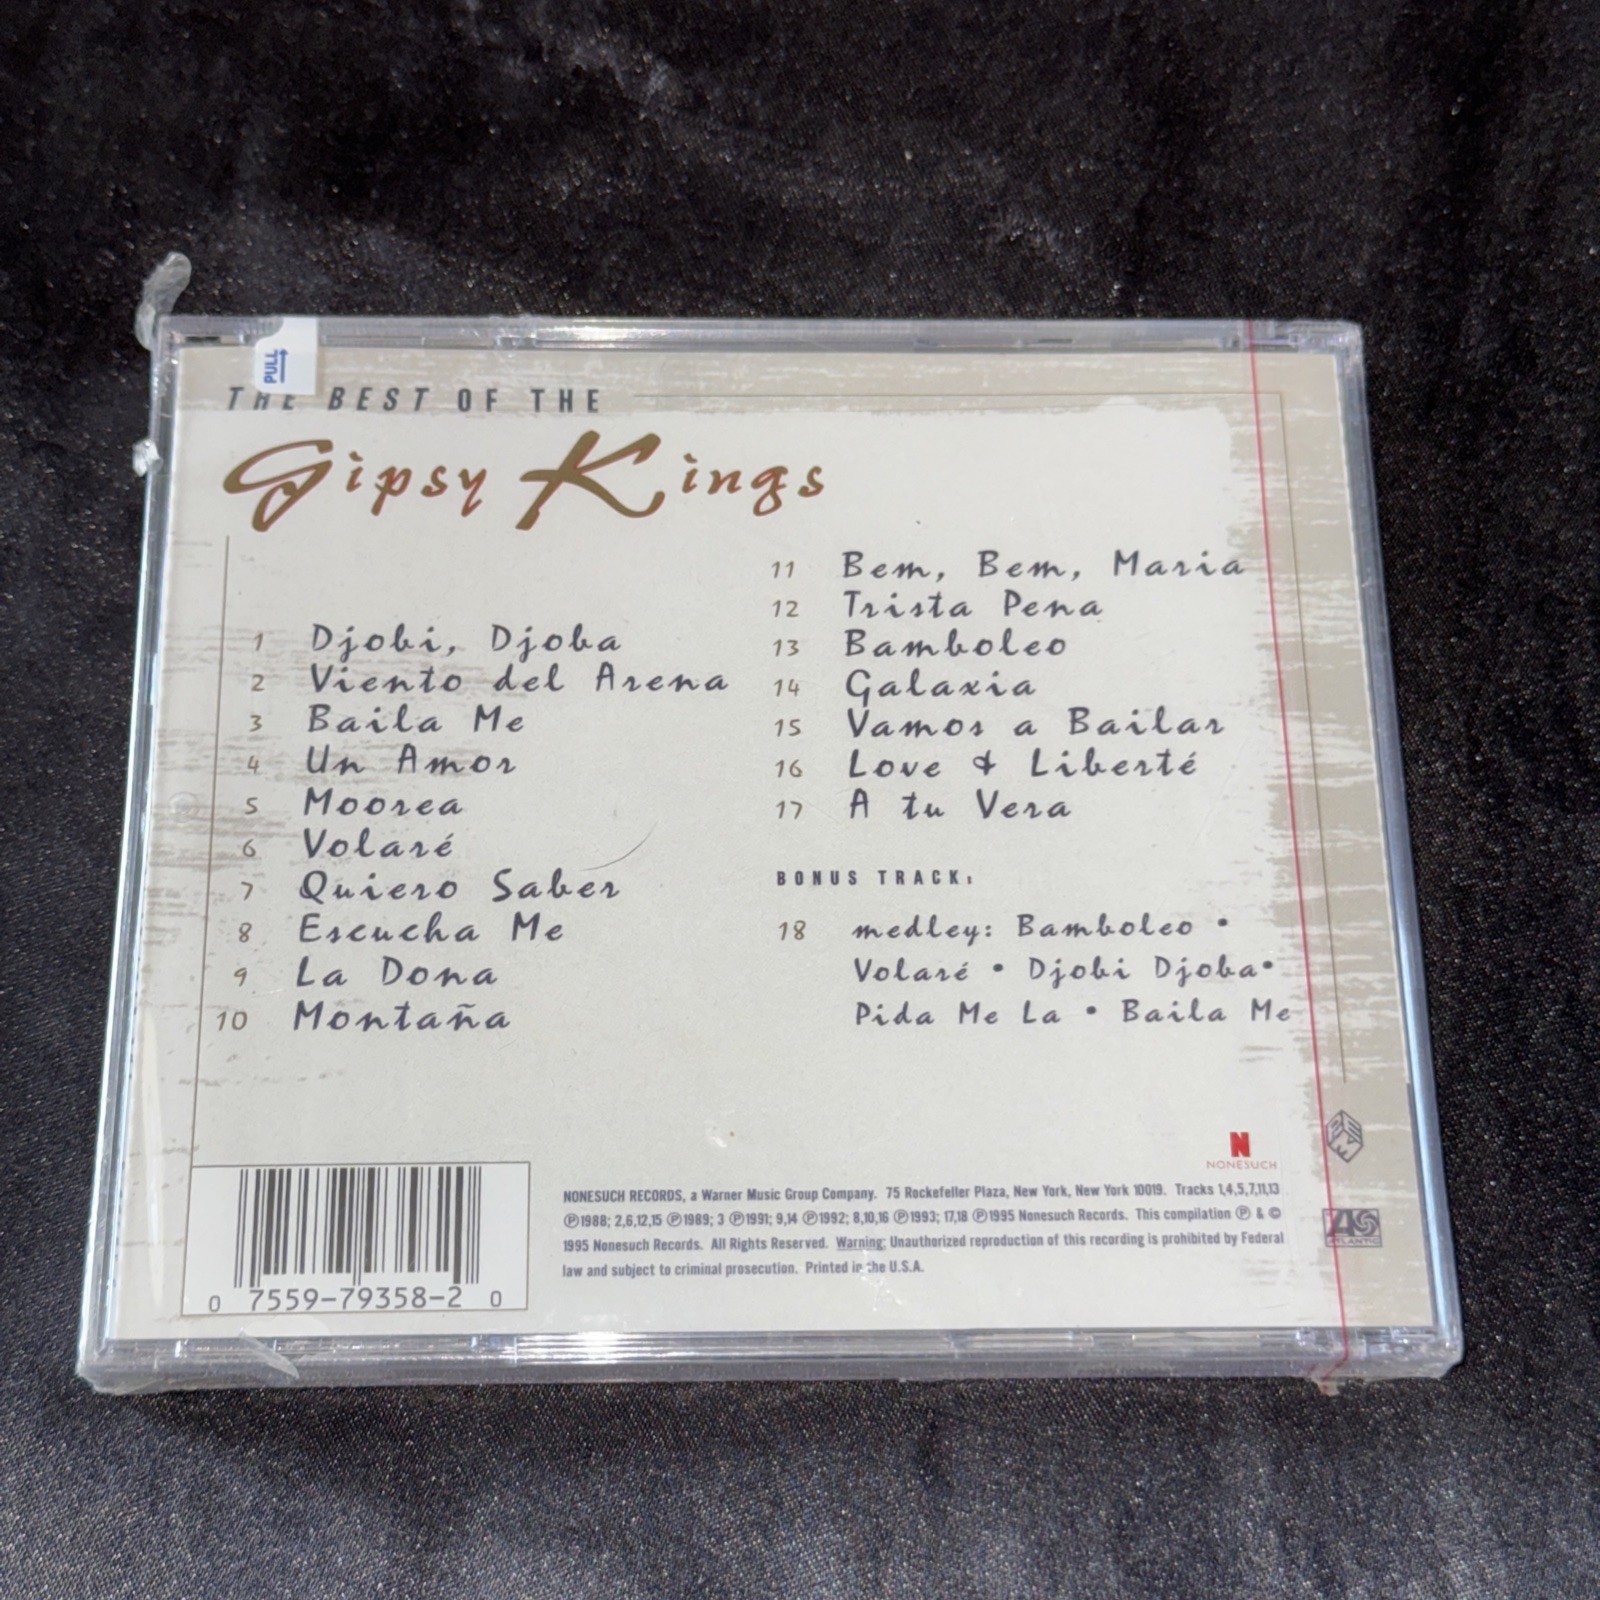 PULL
THE BEST OF THE
Gipsy Kings
1 Djobi, Djoba
2 Viento del Arena
3 Baila Me
4 Un Amor
5 Moorea
6 Volaré
7 Quiero Saber
8 Escucha Me
9 La Dona
10 Montaña
11 Bem, Bem, Maria
12 Trista Pena
13 Bamboleo
14 Galaxia
15 Vamos a Bailar
16 Love & Liberté
17 A tu Vera
BONUS TRACK:
18 medley: Bamboleo •
Volaré • Djobi Djoba •
Pida Me La • Baila Me
N
NONESUCH
NONESUCH RECORDS, a Warner Music Group Company. 75 Rockefeller Plaza, New York, New York 10019. Tracks 1,4,5,7,11,13
℗1988; 2,6,12,15 ℗1989; 3 ℗1991; 9,14 ℗1992; 8,10,16 ℗1993; 17,18 ℗1995 Nonesuch Records. This compilation ℗ & ©
1995 Nonesuch Records. All Rights Reserved. Warning: Unauthorized reproduction of this recording is prohibited by Federal
law and subject to criminal prosecution. Printed in the U.S.A.
ATLANTIC
0 7559-79358-2 0